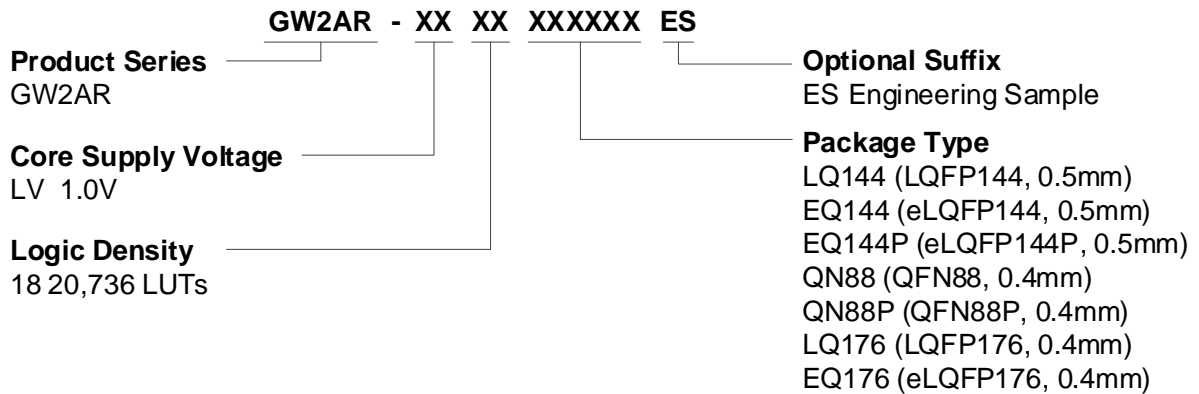 GW2AR - XX XX XXXXXX ES
Product Series
GW2AR
Core Supply Voltage
LV 1.0V
Logic Density
18 20,736 LUTs
Optional Suffix
ES Engineering Sample
Package Type
LQ144 (LQFP144, 0.5mm)
EQ144 (eLQFP144, 0.5mm)
EQ144P (eLQFP144P, 0.5mm)
QN88 (QFN88, 0.4mm)
QN88P (QFN88P, 0.4mm)
LQ176 (LQFP176, 0.4mm)
EQ176 (eLQFP176, 0.4mm)